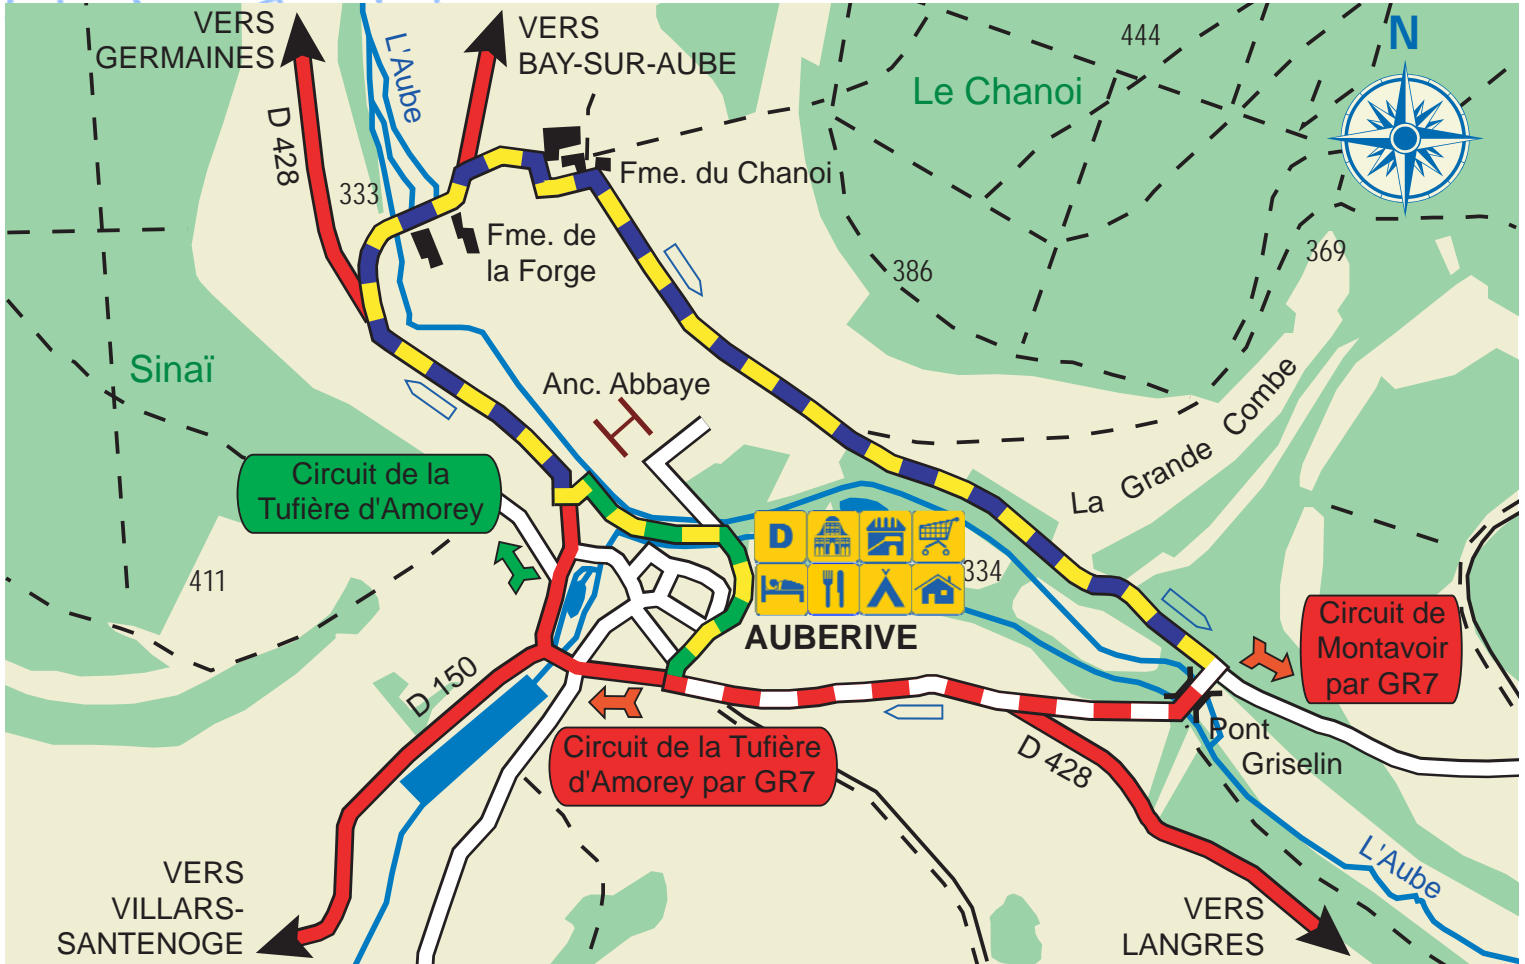 VERS
GERMAINES
L'Aube
VERS
BAY-SUR-AUBE
444
N
Le Chanoi
D 428
333
Fme. du Chanoi
Fme. de
la Forge
386
369
Sinaï
Anc. Abbaye
La Grande Combe
Circuit de la
Tufière d'Amorey
D
334
411
AUBERIVE
Circuit de
Montavoir
par GR7
D 150
Pont
Griselin
Circuit de la Tufière
d'Amorey par GR7
D 428
L'Aube
VERS
VILLARS-
SANTENOGE
VERS
LANGRES